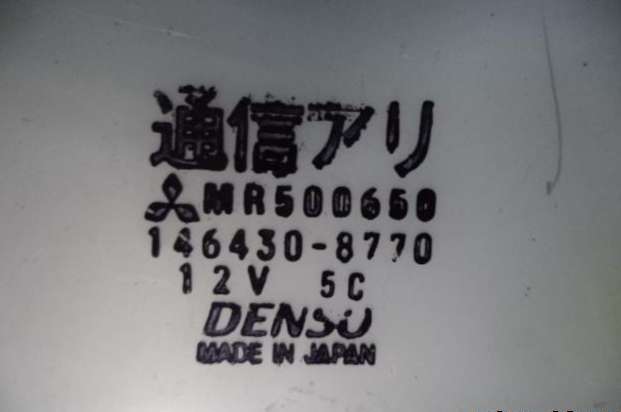 通信アリ
MR500650
146430-8770
12V 5C
DENSO
MADE IN JAPAN